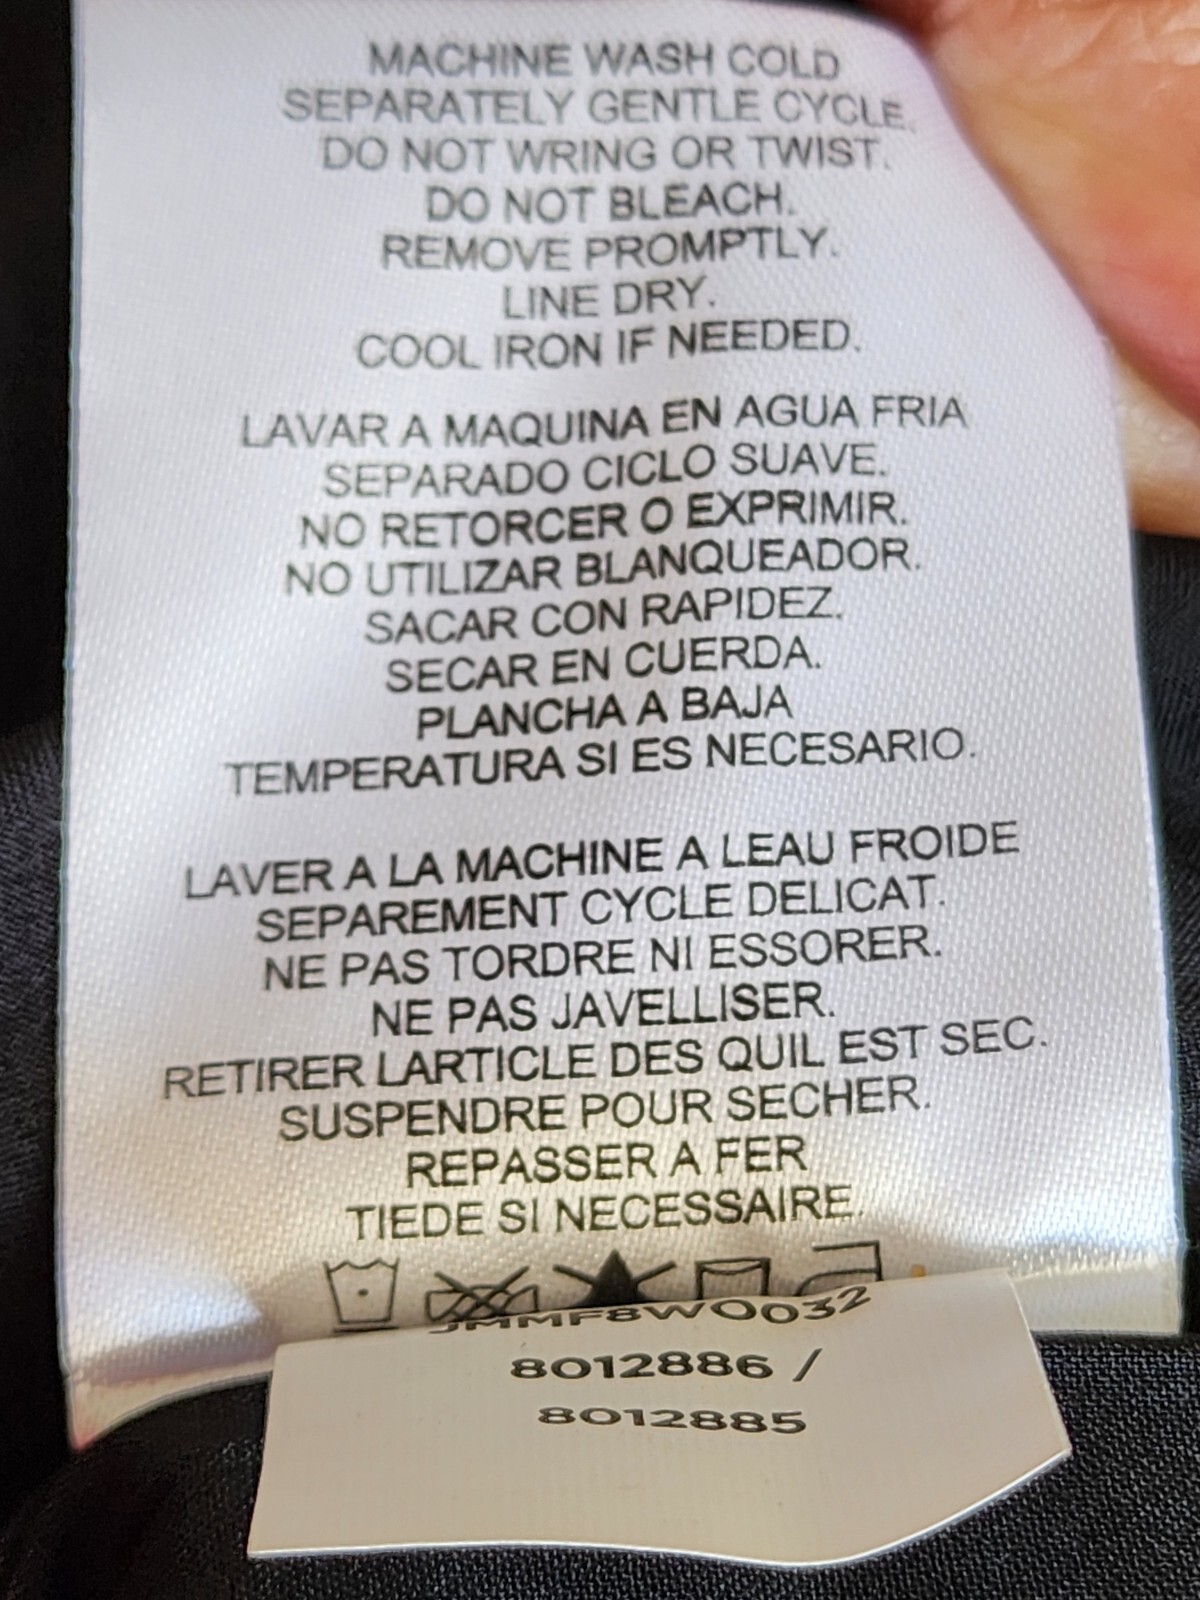 MACHINE WASH COLD
SEPARATELY GENTLE CYCLE.
DO NOT WRING OR TWIST.
DO NOT BLEACH.
REMOVE PROMPTLY.
LINE DRY.
COOL IRON IF NEEDED.
LAVAR A MAQUINA EN AGUA FRIA
SEPARADO CICLO SUAVE.
NO RETORCER O EXPRIMIR.
NO UTILIZAR BLANQUEADOR.
SACAR CON RAPIDEZ.
SECAR EN CUERDA.
PLANCHA A BAJA
TEMPERATURA SI ES NECESARIO.
LAVER A LA MACHINE A LEAU FROIDE
SEPAREMENT CYCLE DELICAT.
NE PAS TORDRE NI ESSORER.
NE PAS JAVELLISER.
RETIRER LARTICLE DES QUIL EST SEC.
SUSPENDRE POUR SECHER.
REPASSER A FER
TIEDE SI NECESSAIRE.
JMMF8W0032
8012886 /
8012885